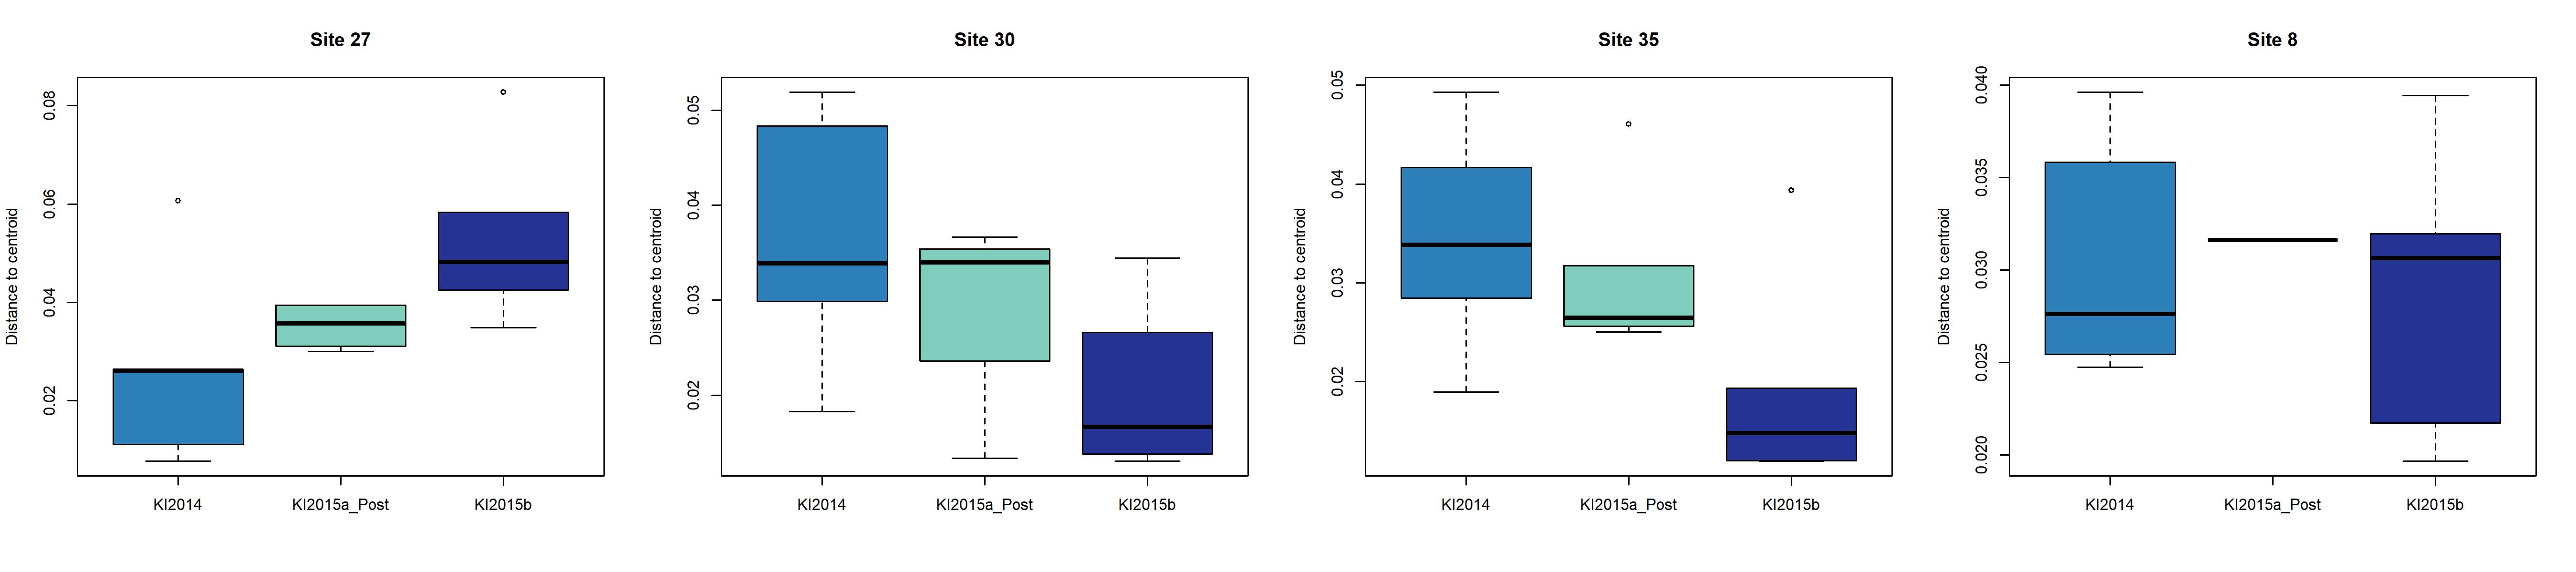 Site 27
Distance to centroid
0.08
0.06
0.04
0.02
KI2014
KI2015a_Post
KI2015b
Site 30
Distance to centroid
0.05
0.04
0.03
0.02
KI2014
KI2015a_Post
KI2015b
Site 35
Distance to centroid
0.05
0.04
0.03
0.02
KI2014
KI2015a_Post
KI2015b
Site 8
Distance to centroid
0.040
0.035
0.030
0.025
0.020
KI2014
KI2015a_Post
KI2015b